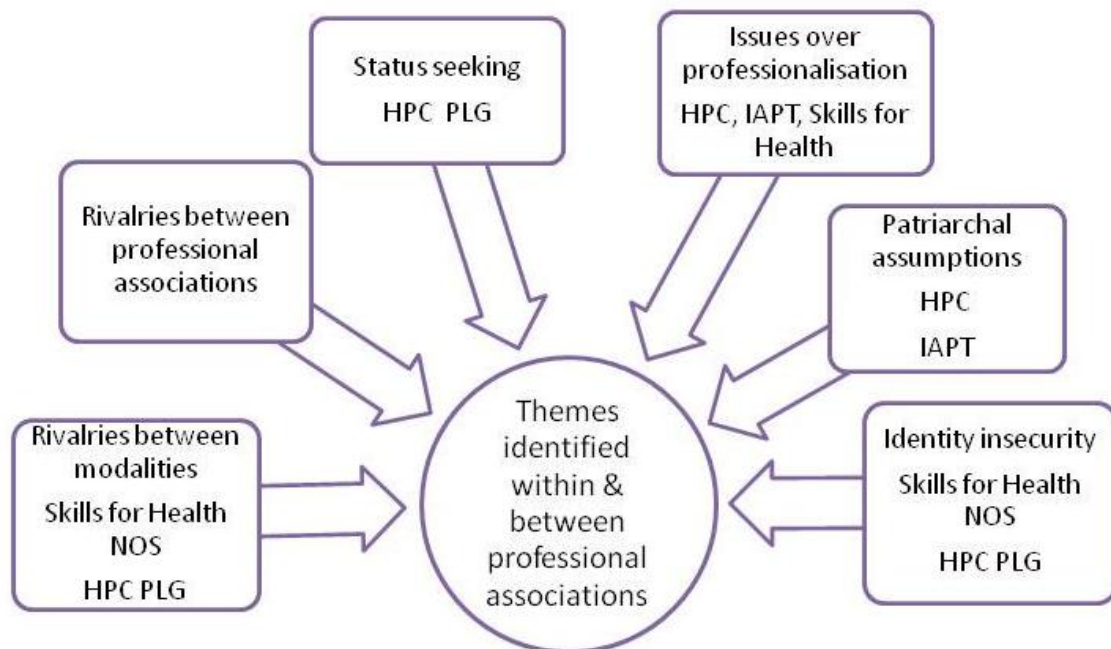 Status seeking
HPC PLG
Issues over
professionalisation
HPC, IAPT, Skills for
Health
Rivalries between
professional
associations
Patriarchal
assumptions
HPC
IAPT
Rivalries between
modalities
Skills for Health
NOS
HPC PLG
Themes
identified
within &
between
professional
associations
Identity insecurity
Skills for Health
NOS
HPC PLG